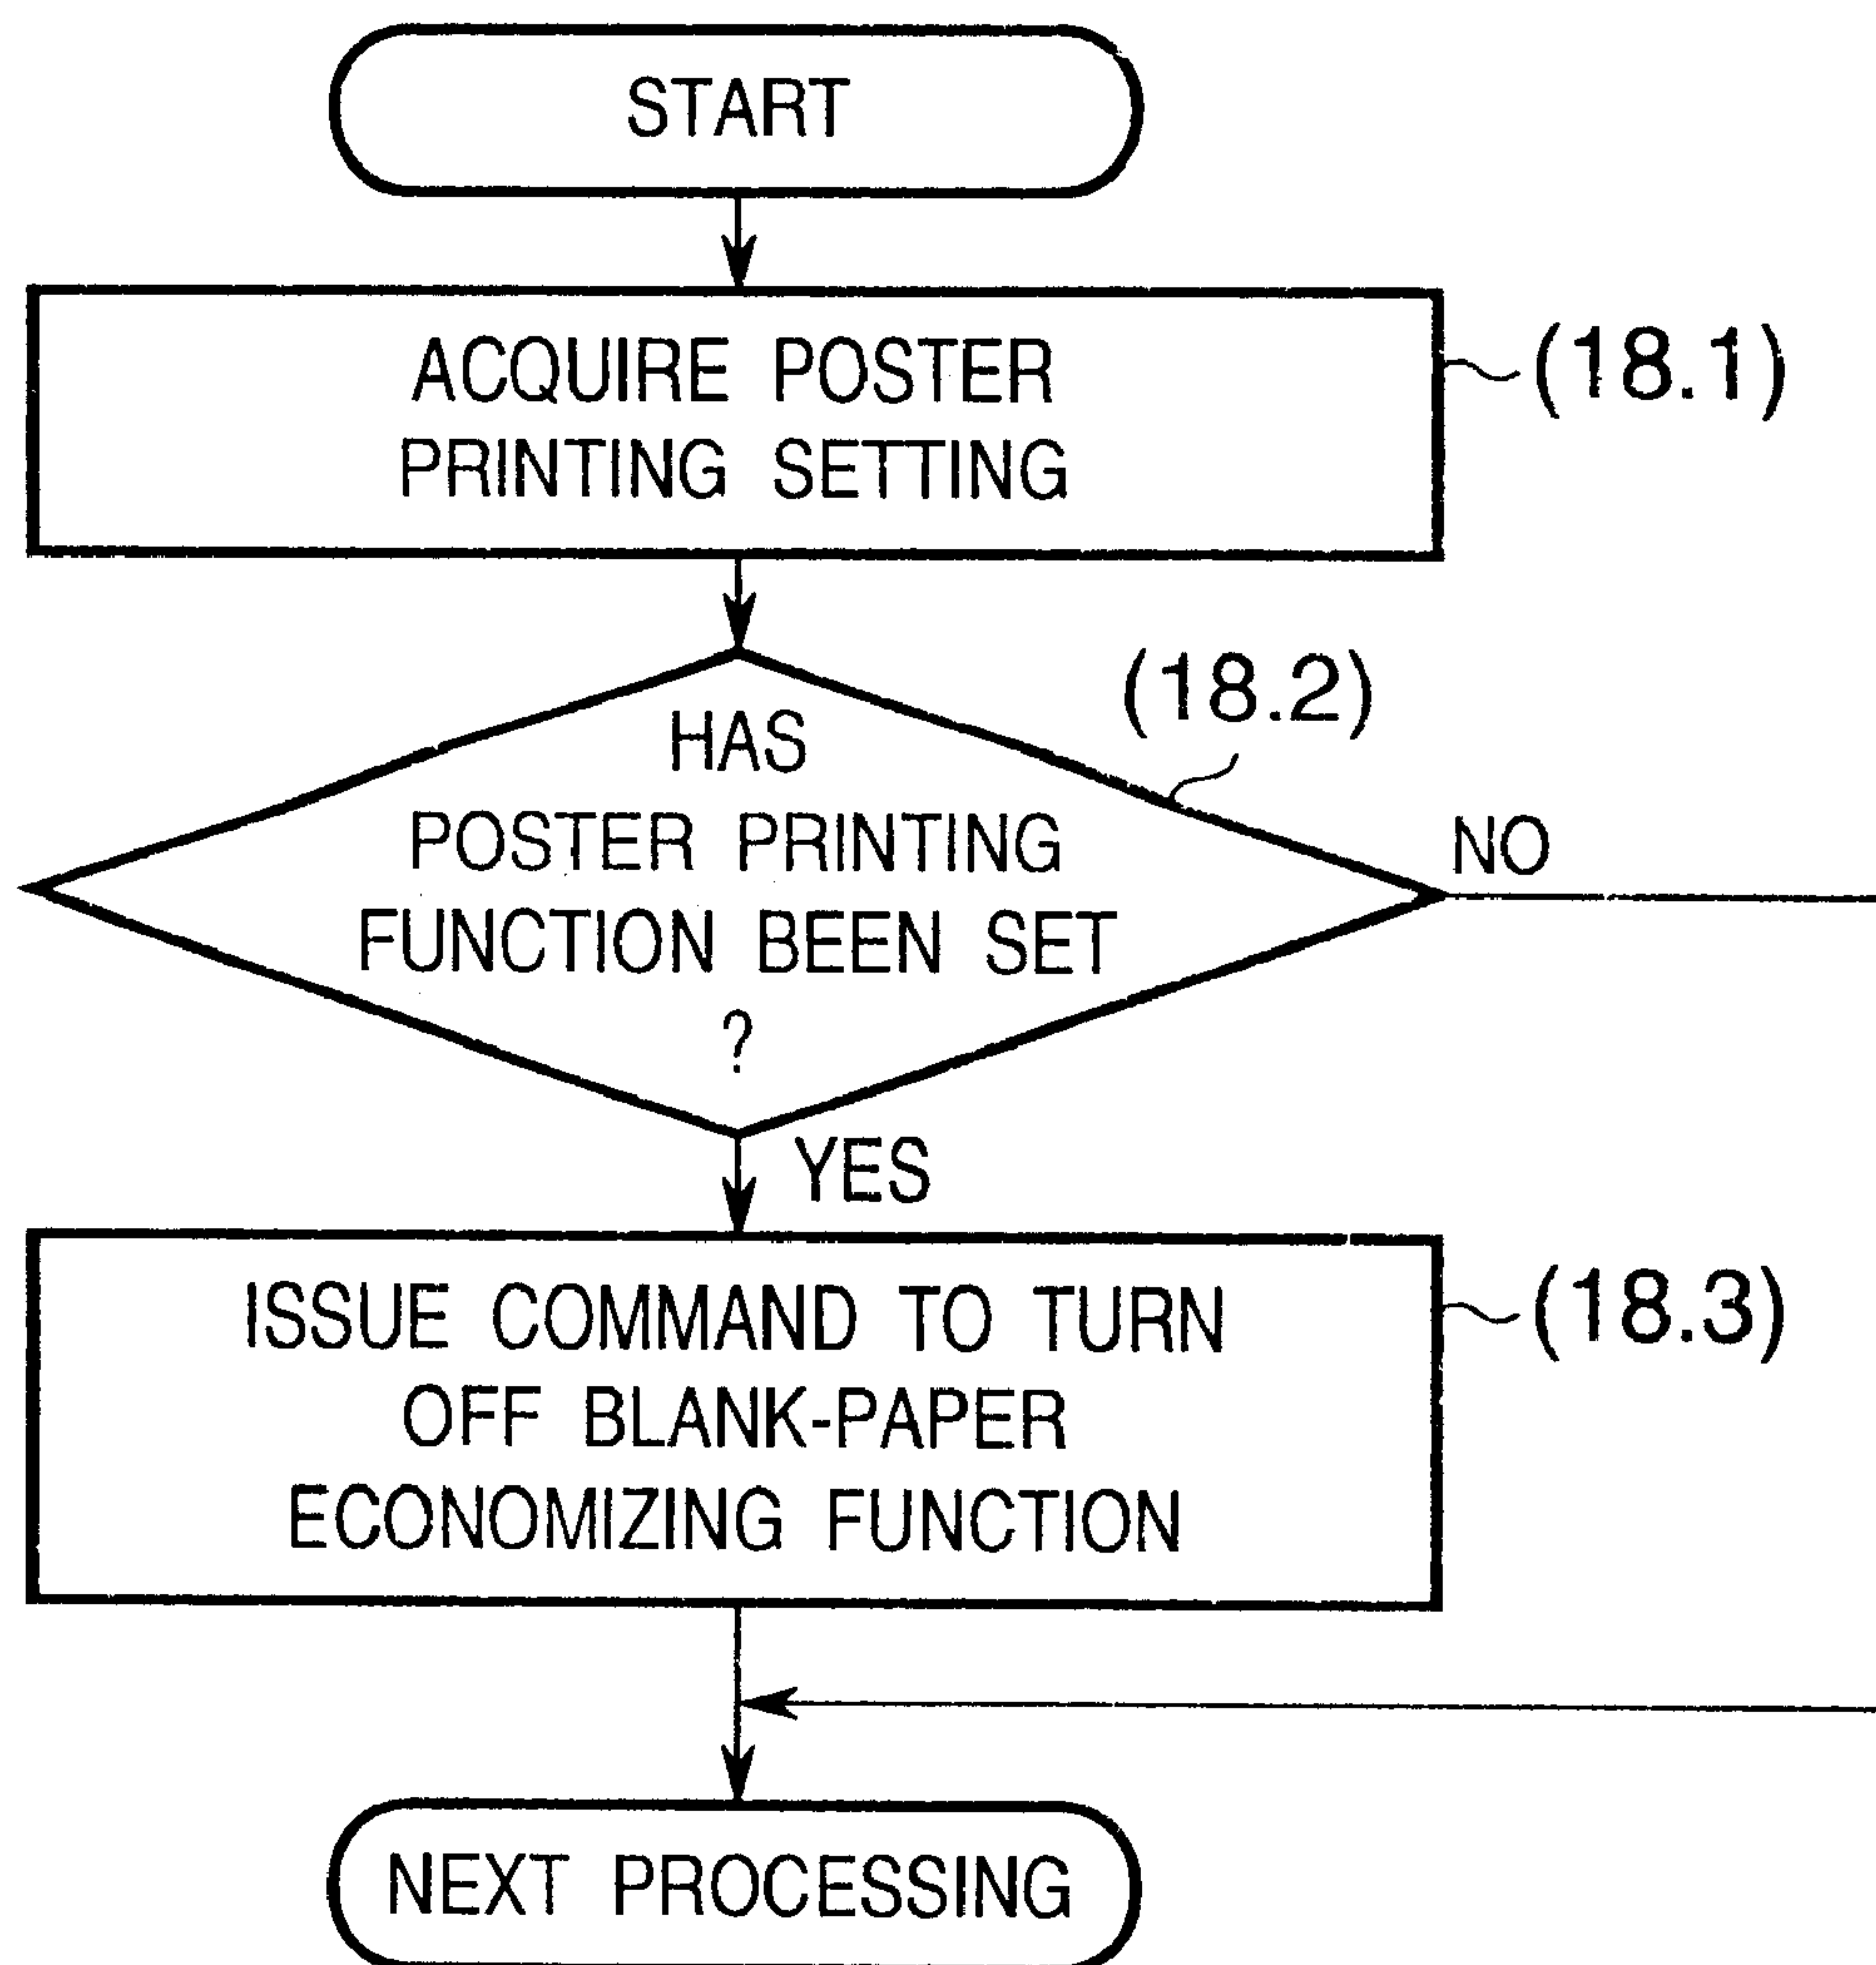 START
ACQUIRE POSTER
PRINTING SETTING
(18.1)
(18.2)
HAS
POSTER PRINTING
FUNCTION BEEN SET
?
NO
YES
ISSUE COMMAND TO TURN
OFF BLANK-PAPER
ECONOMIZING FUNCTION
(18.3)
NEXT PROCESSING